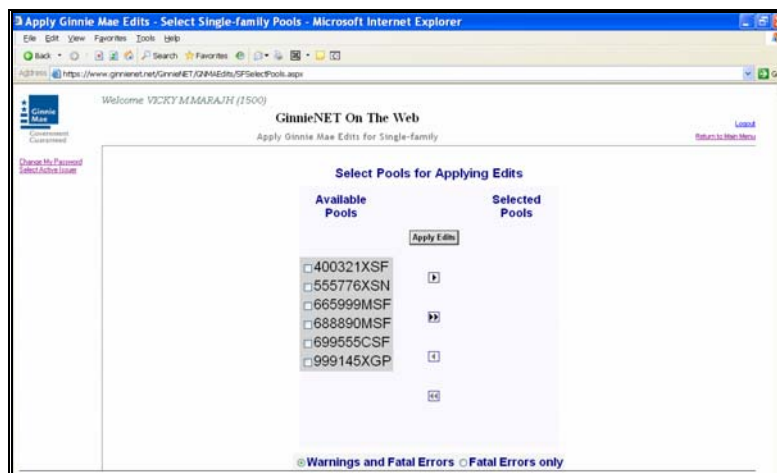 Apply Ginnie Mae Edits - Select Single-family Pools - Microsoft Internet Explorer
File Edit View Favorites Tools Help
Back Search Favorites
Address https://www.ginnienet.net/GinnieNET/GNMAEdits/SFSelectPools.aspx
Welcome VICKY M MARAJH (1500)
Ginnie
Mae
Government
Guaranteed
GinnieNET On The Web
Apply Ginnie Mae Edits for Single-family
Logout
Return to Main Menu
Change My Password
Select Active Issuer
Select Pools for Applying Edits
Available
Pools
Selected
Pools
Apply Edits
400321XSF
555776XSN
665999MSF
688890MSF
699555CSF
999145XGP
Warnings and Fatal Errors Fatal Errors only